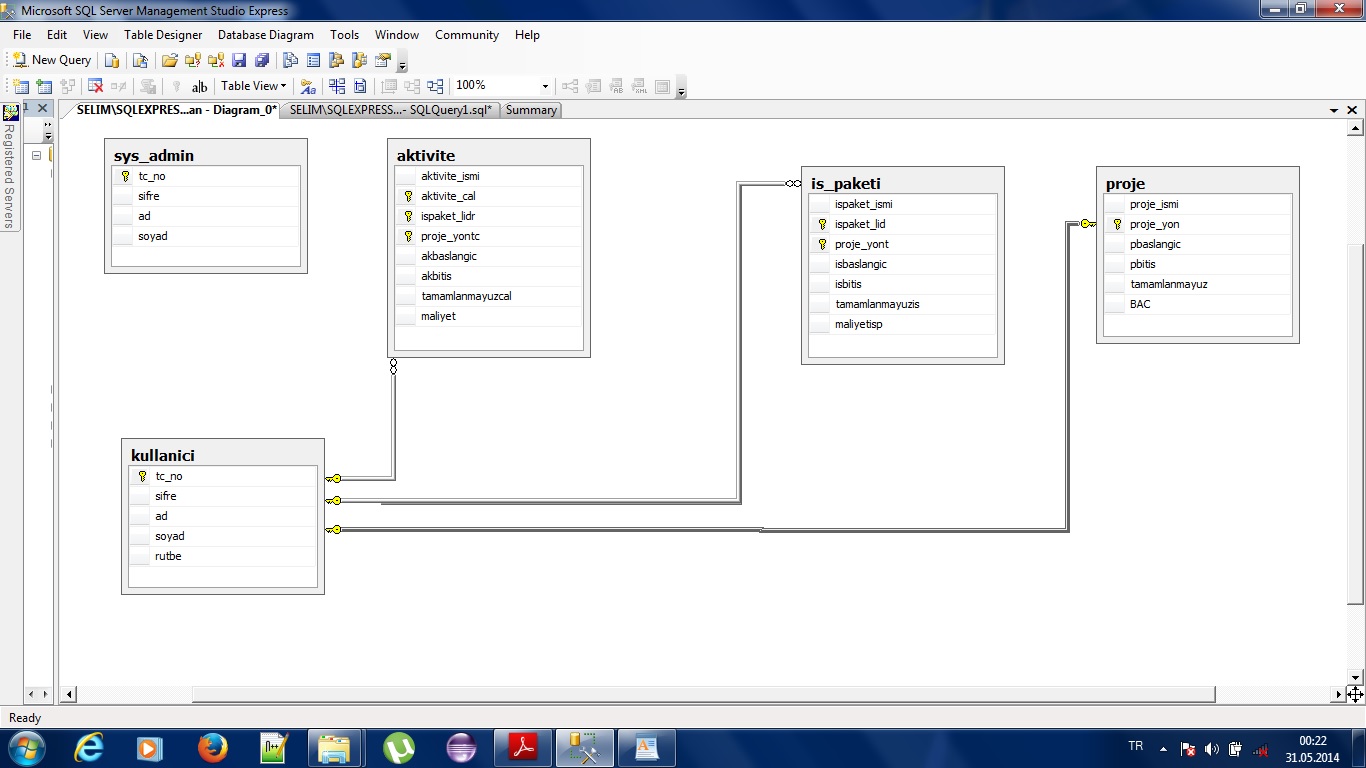 Microsoft SQL Server Management Studio Express
File Edit View Table Designer Database Diagram Tools Window Community Help
New Query
ab| Table View 100%
SELIM\SQLEXPRES...an - Diagram_0* SELIM\SQLEXPRESS...- SQLQuery1.sql* Summary
Registered Servers
sys_admin
tc_no
sifre
ad
soyad
aktivite
aktivite_ismi
aktivite_cal
ispaket_lidr
proje_yontc
akbaslangic
akbitis
tamamlanmayuzcal
maliyet
is_paketi
ispaket_ismi
ispaket_lid
proje_yont
isbaslangic
isbitis
tamamlanmayuzis
maliyetisp
proje
proje_ismi
proje_yon
pbaslangic
pbitis
tamamlanmayuz
BAC
kullanici
tc_no
sifre
ad
soyad
rutbe
Ready
TR 00:22
31.05.2014